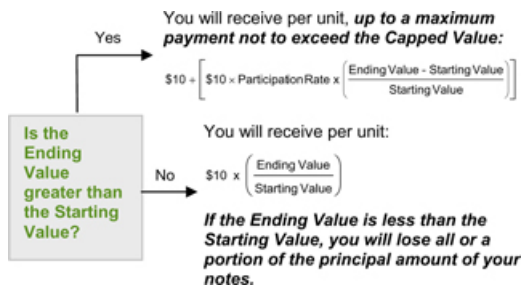 You will receive per unit, up to a maximum
payment not to exceed the Capped Value:
Yes
$10 + [ $10 × Participation Rate x ( Ending Value - Starting Value / Starting Value ) ]
Is the
Ending
Value
greater than
the Starting
Value?
No
You will receive per unit:
$10 x ( Ending Value / Starting Value )
If the Ending Value is less than the
Starting Value, you will lose all or a
portion of the principal amount of your
notes.